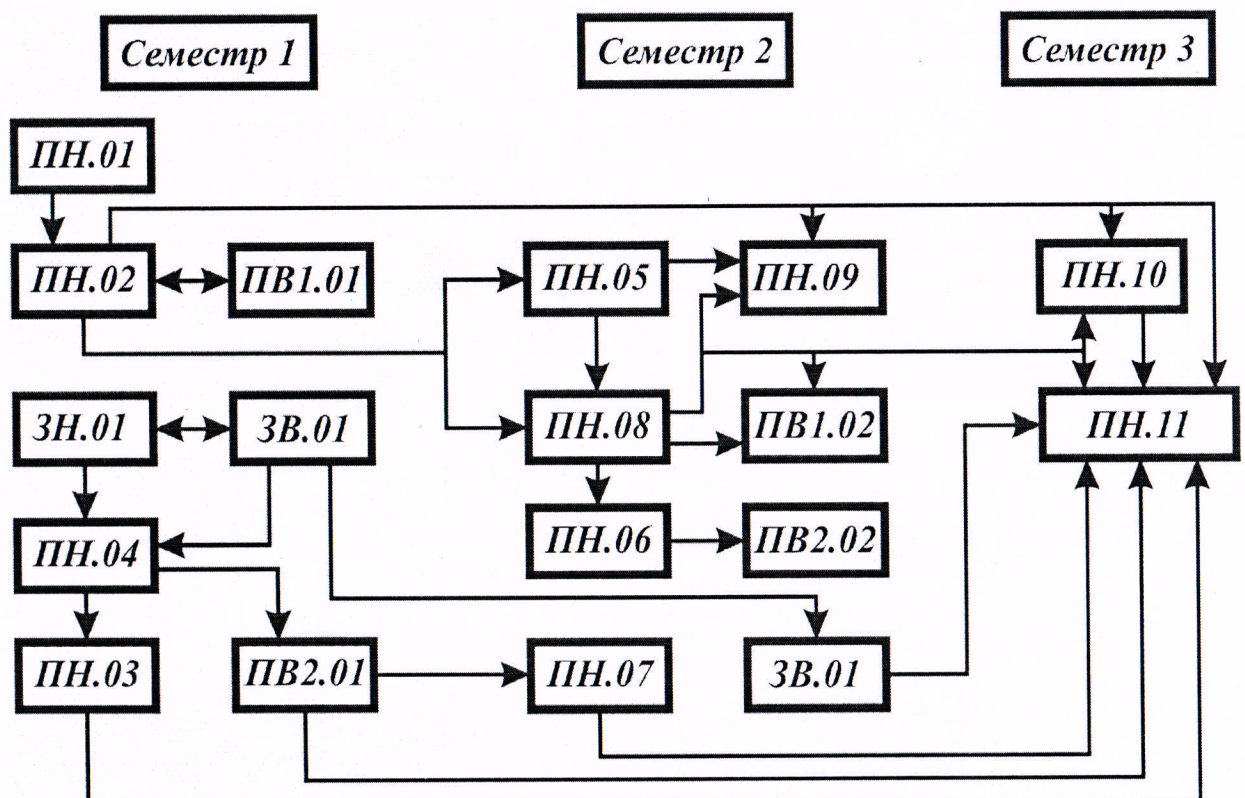 Семестр 1
Семестр 2
Семестр 3
ПН.01
ПН.02
ПВ1.01
ПН.05
ПН.09
ПН.10
ЗН.01
ЗВ.01
ПН.08
ПВ1.02
ПН.11
ПН.04
ПН.06
ПВ2.02
ПН.03
ПВ2.01
ПН.07
ЗВ.01